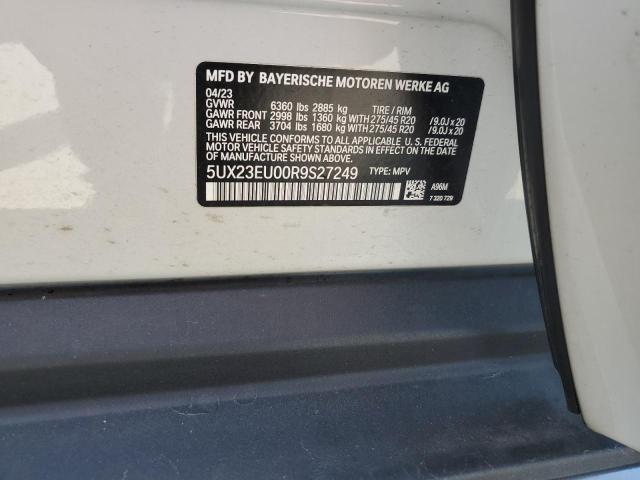 MFD BY BAYERISCHE MOTOREN WERKE AG
04/23
GVWR 6360 lbs 2885 kg TIRE / RIM
GAWR FRONT 2998 lbs 1360 kg WITH 275/45 R20 / 9.0J x 20
GAWR REAR 3704 lbs 1680 kg WITH 275/45 R20 / 9.0J x 20
THIS VEHICLE CONFORMS TO ALL APPLICABLE U.S. FEDERAL
MOTOR VEHICLE SAFETY STANDARDS IN EFFECT ON THE
DATE OF MANUFACTURE SHOWN ABOVE.
5UX23EU00R9S27249 TYPE: MPV
A96M
7 320 729